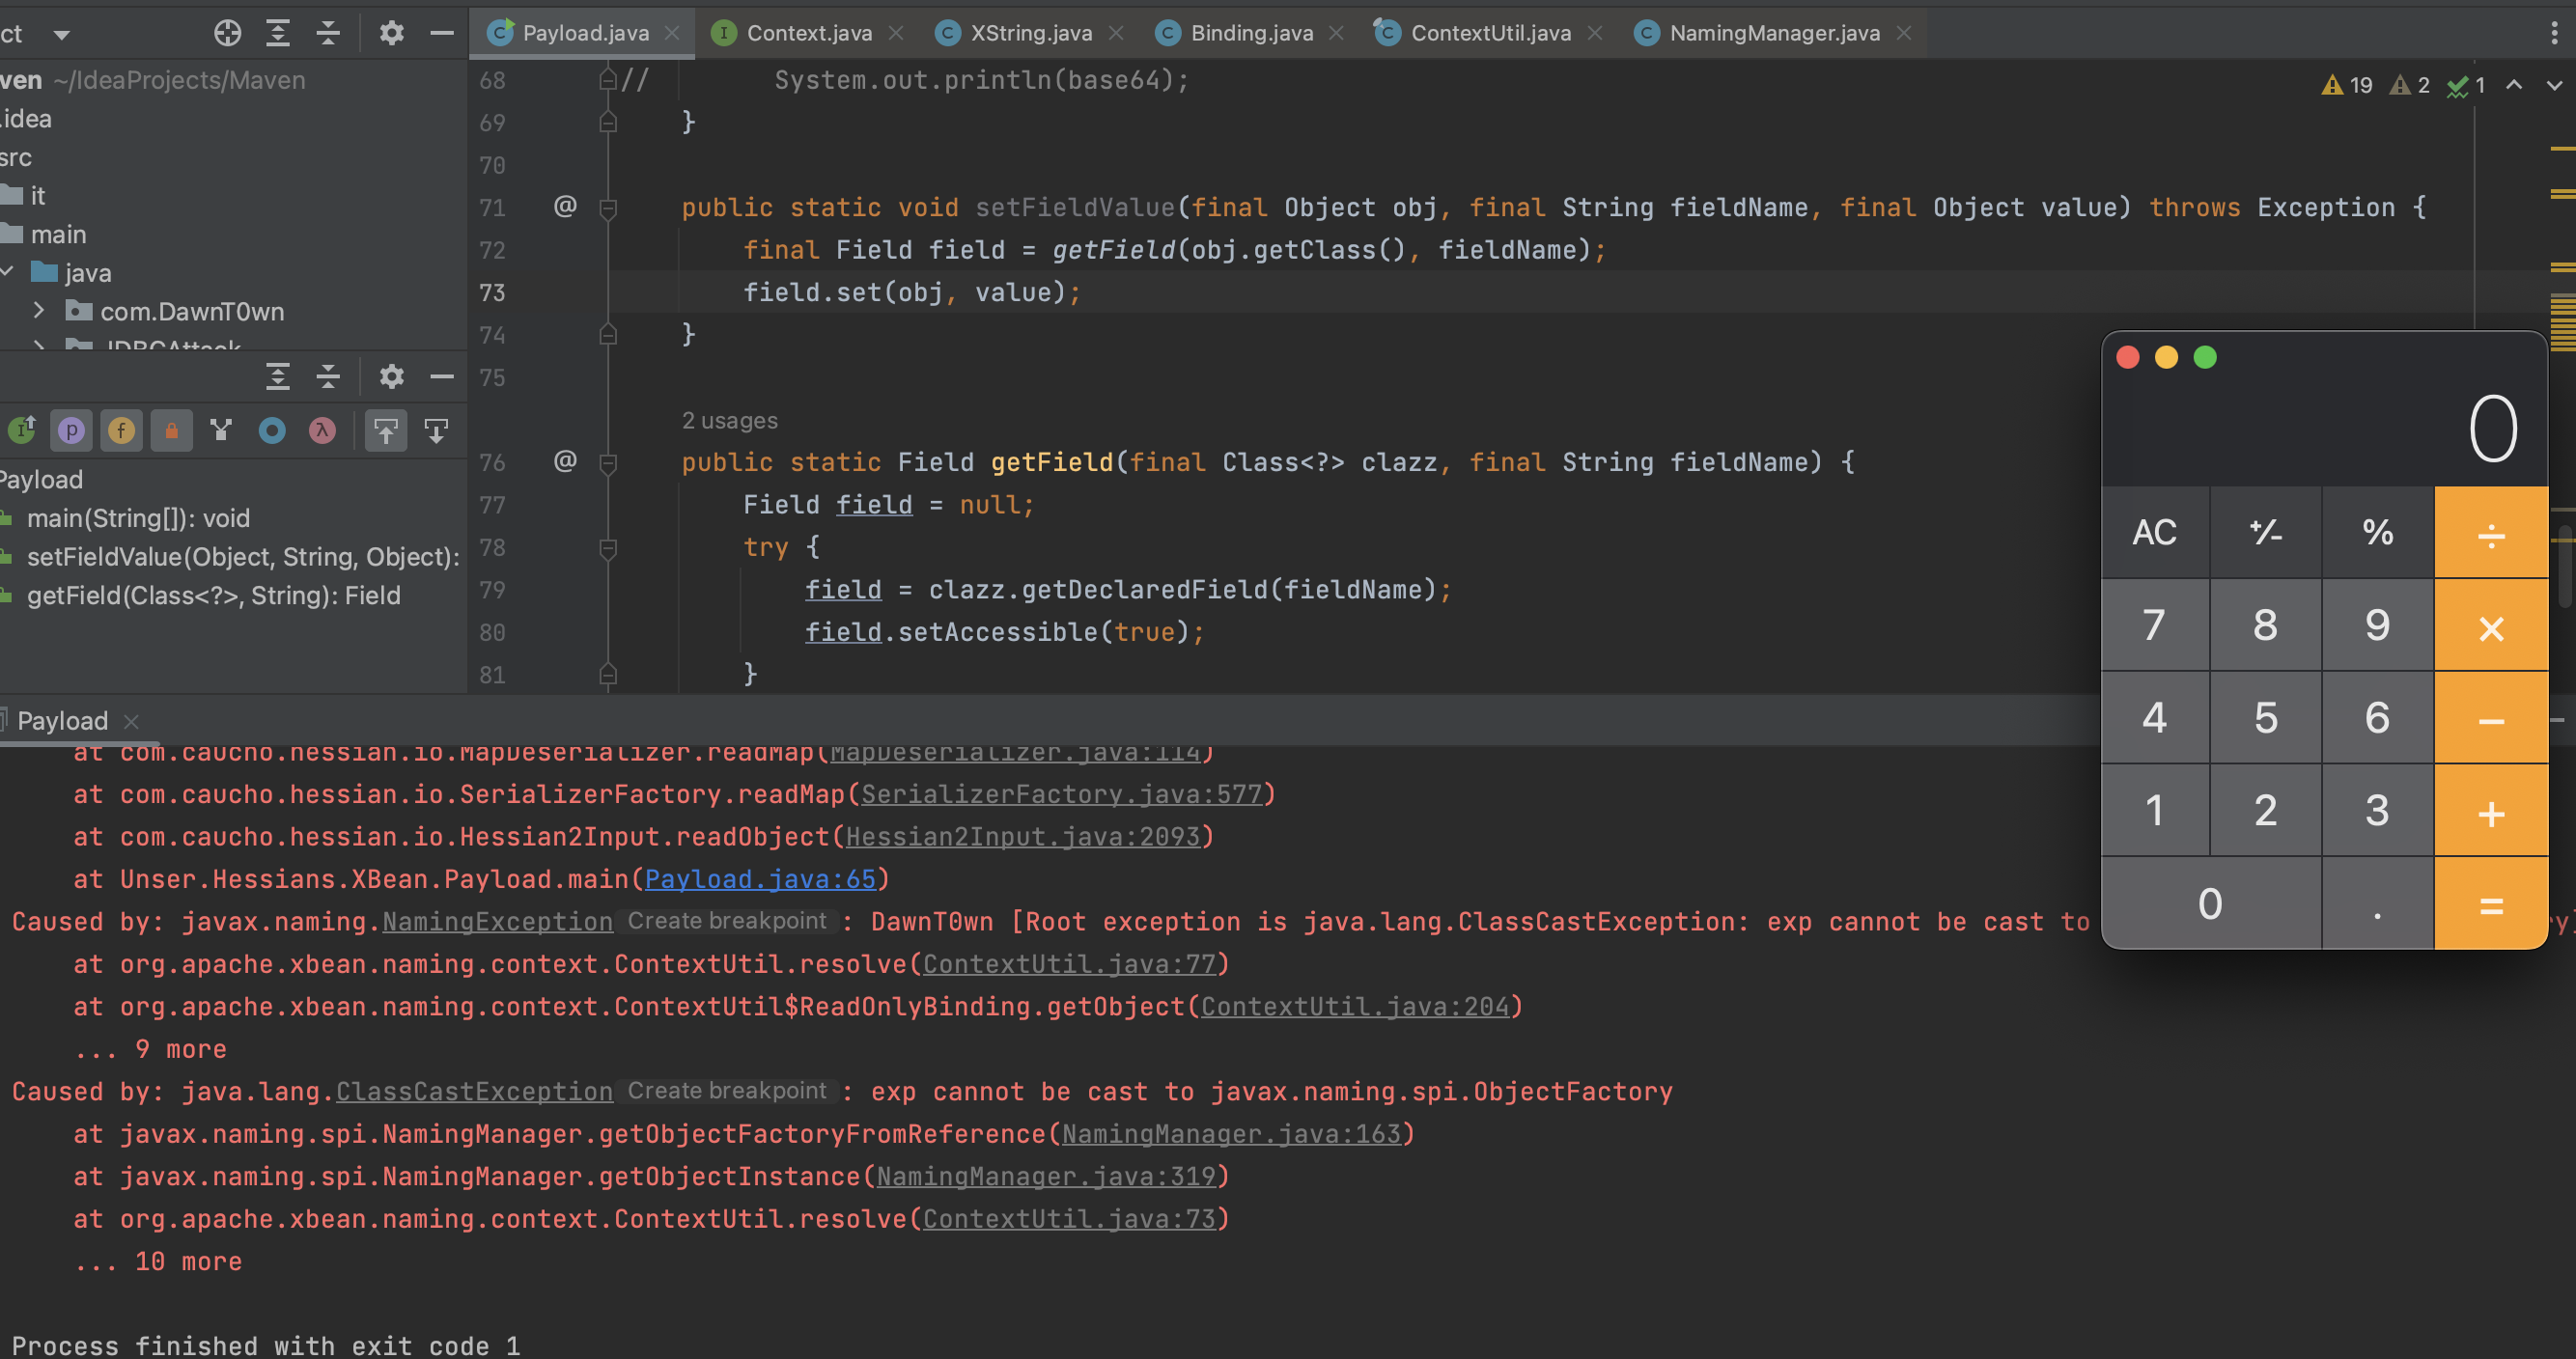 ct
Payload.java
Context.java
XString.java
Binding.java
ContextUtil.java
NamingManager.java
ven ~/IdeaProjects/Maven
.idea
src
it
main
java
com.DawnT0wn
JDBCAttack
I p f λ
Payload
main(String[]): void
setFieldValue(Object, String, Object):
getField(Class<?>, String): Field
19 2 1
68 // System.out.println(base64);
69 }
70
71 @ public static void setFieldValue(final Object obj, final String fieldName, final Object value) throws Exception {
72 final Field field = getField(obj.getClass(), fieldName);
73 field.set(obj, value);
74 }
75
2 usages
76 @ public static Field getField(final Class<?> clazz, final String fieldName) {
77 Field field = null;
78 try {
79 field = clazz.getDeclaredField(fieldName);
80 field.setAccessible(true);
81 }
0
AC +/- % ÷
7 8 9 ×
4 5 6 −
1 2 3 +
0 . =
Payload
at com.caucho.hessian.io.MapDeserializer.readMap(MapDeserializer.java:114)
at com.caucho.hessian.io.SerializerFactory.readMap(SerializerFactory.java:577)
at com.caucho.hessian.io.Hessian2Input.readObject(Hessian2Input.java:2093)
at Unser.Hessians.XBean.Payload.main(Payload.java:65)
Caused by: javax.naming.NamingException Create breakpoint : DawnT0wn [Root exception is java.lang.ClassCastException: exp cannot be cast to
at org.apache.xbean.naming.context.ContextUtil.resolve(ContextUtil.java:77)
at org.apache.xbean.naming.context.ContextUtil$ReadOnlyBinding.getObject(ContextUtil.java:204)
... 9 more
Caused by: java.lang.ClassCastException Create breakpoint : exp cannot be cast to javax.naming.spi.ObjectFactory
at javax.naming.spi.NamingManager.getObjectFactoryFromReference(NamingManager.java:163)
at javax.naming.spi.NamingManager.getObjectInstance(NamingManager.java:319)
at org.apache.xbean.naming.context.ContextUtil.resolve(ContextUtil.java:73)
... 10 more
Process finished with exit code 1